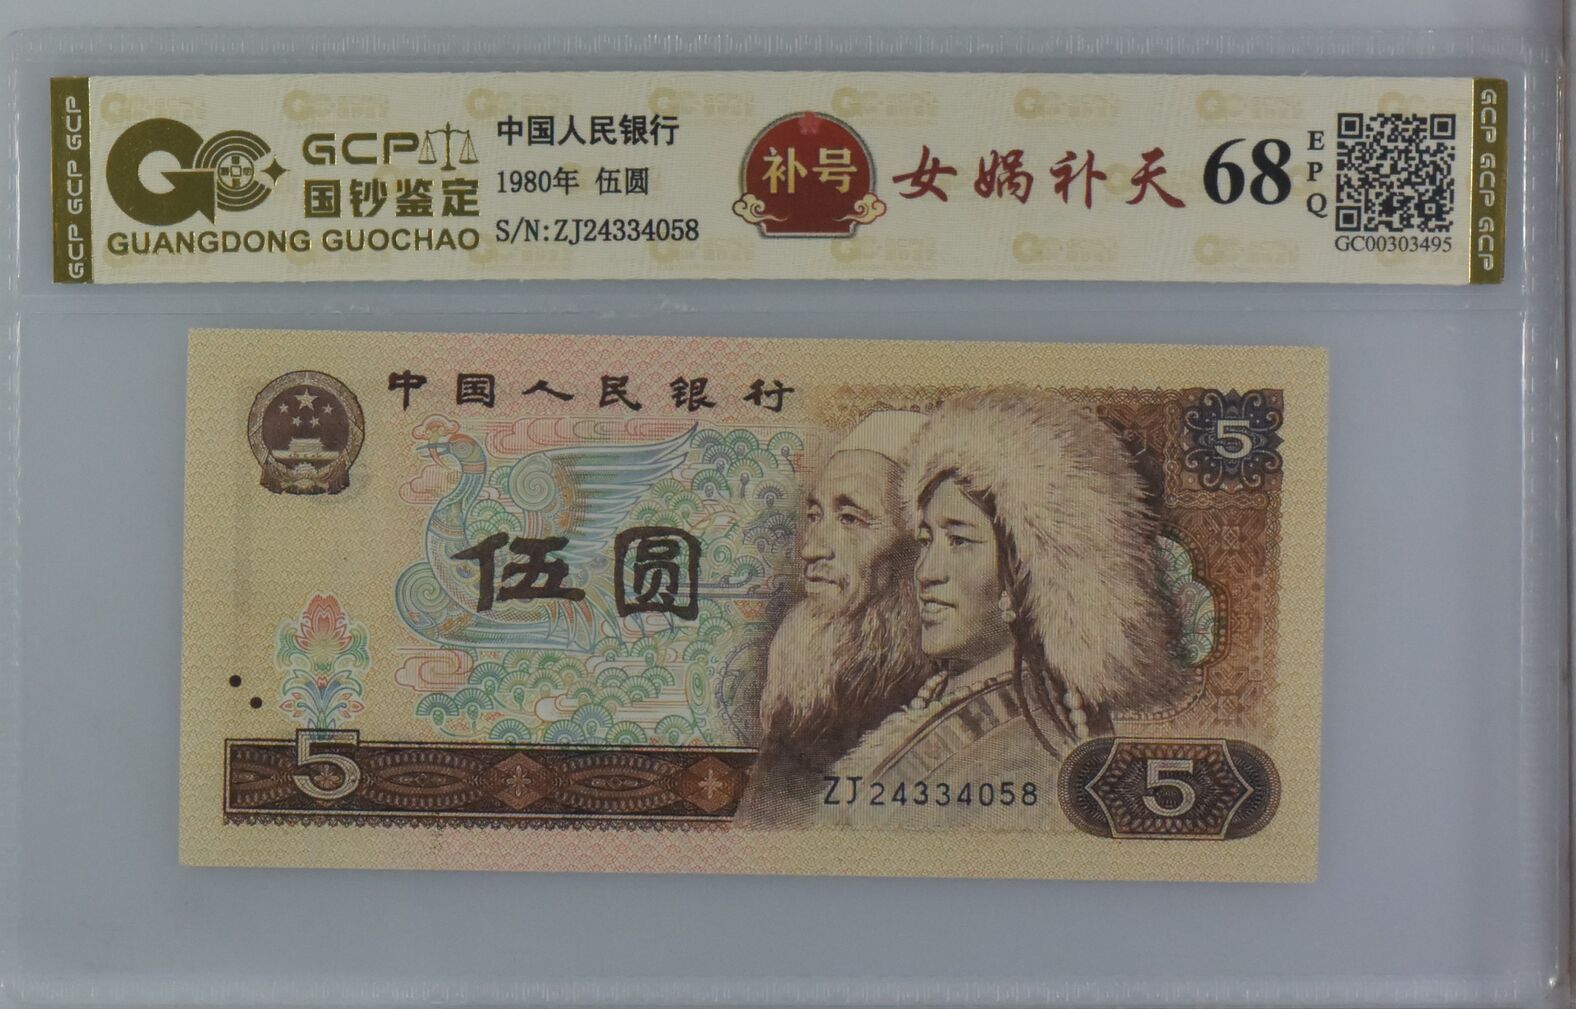 GCP GCP GCP
GCP
国钞鉴定
GUANGDONG GUOCHAO
中国人民银行
1980年 伍圆
S/N:ZJ24334058
补号
女娲补天
68
EPQ
GC00303495
GCP GCP GCP
中国人民银行
5
伍圆
5
ZJ24334058
5